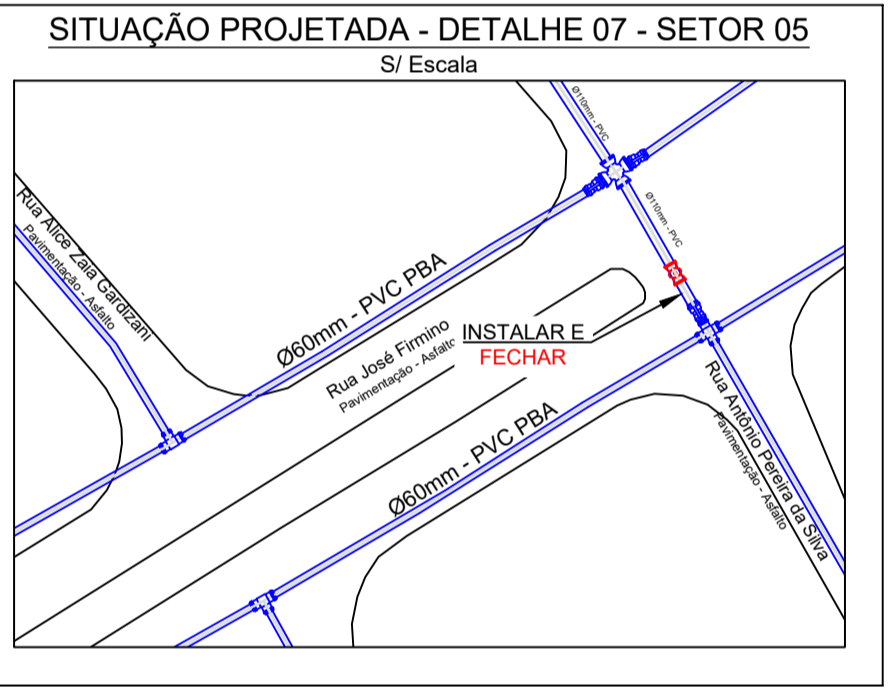 SITUAÇÃO PROJETADA - DETALHE 07 - SETOR 05
S/ Escala
Ø110mm - PVC
Ø110mm - PVC
Rua Alice Zaia Gardizani
Pavimentação - Asfalto
Ø60mm - PVC PBA
Rua José Firmino
Pavimentação - Asfalto
INSTALAR E
FECHAR
Ø60mm - PVC PBA
Rua Antônio Pereira da Silva
Pavimentação - Asfalto